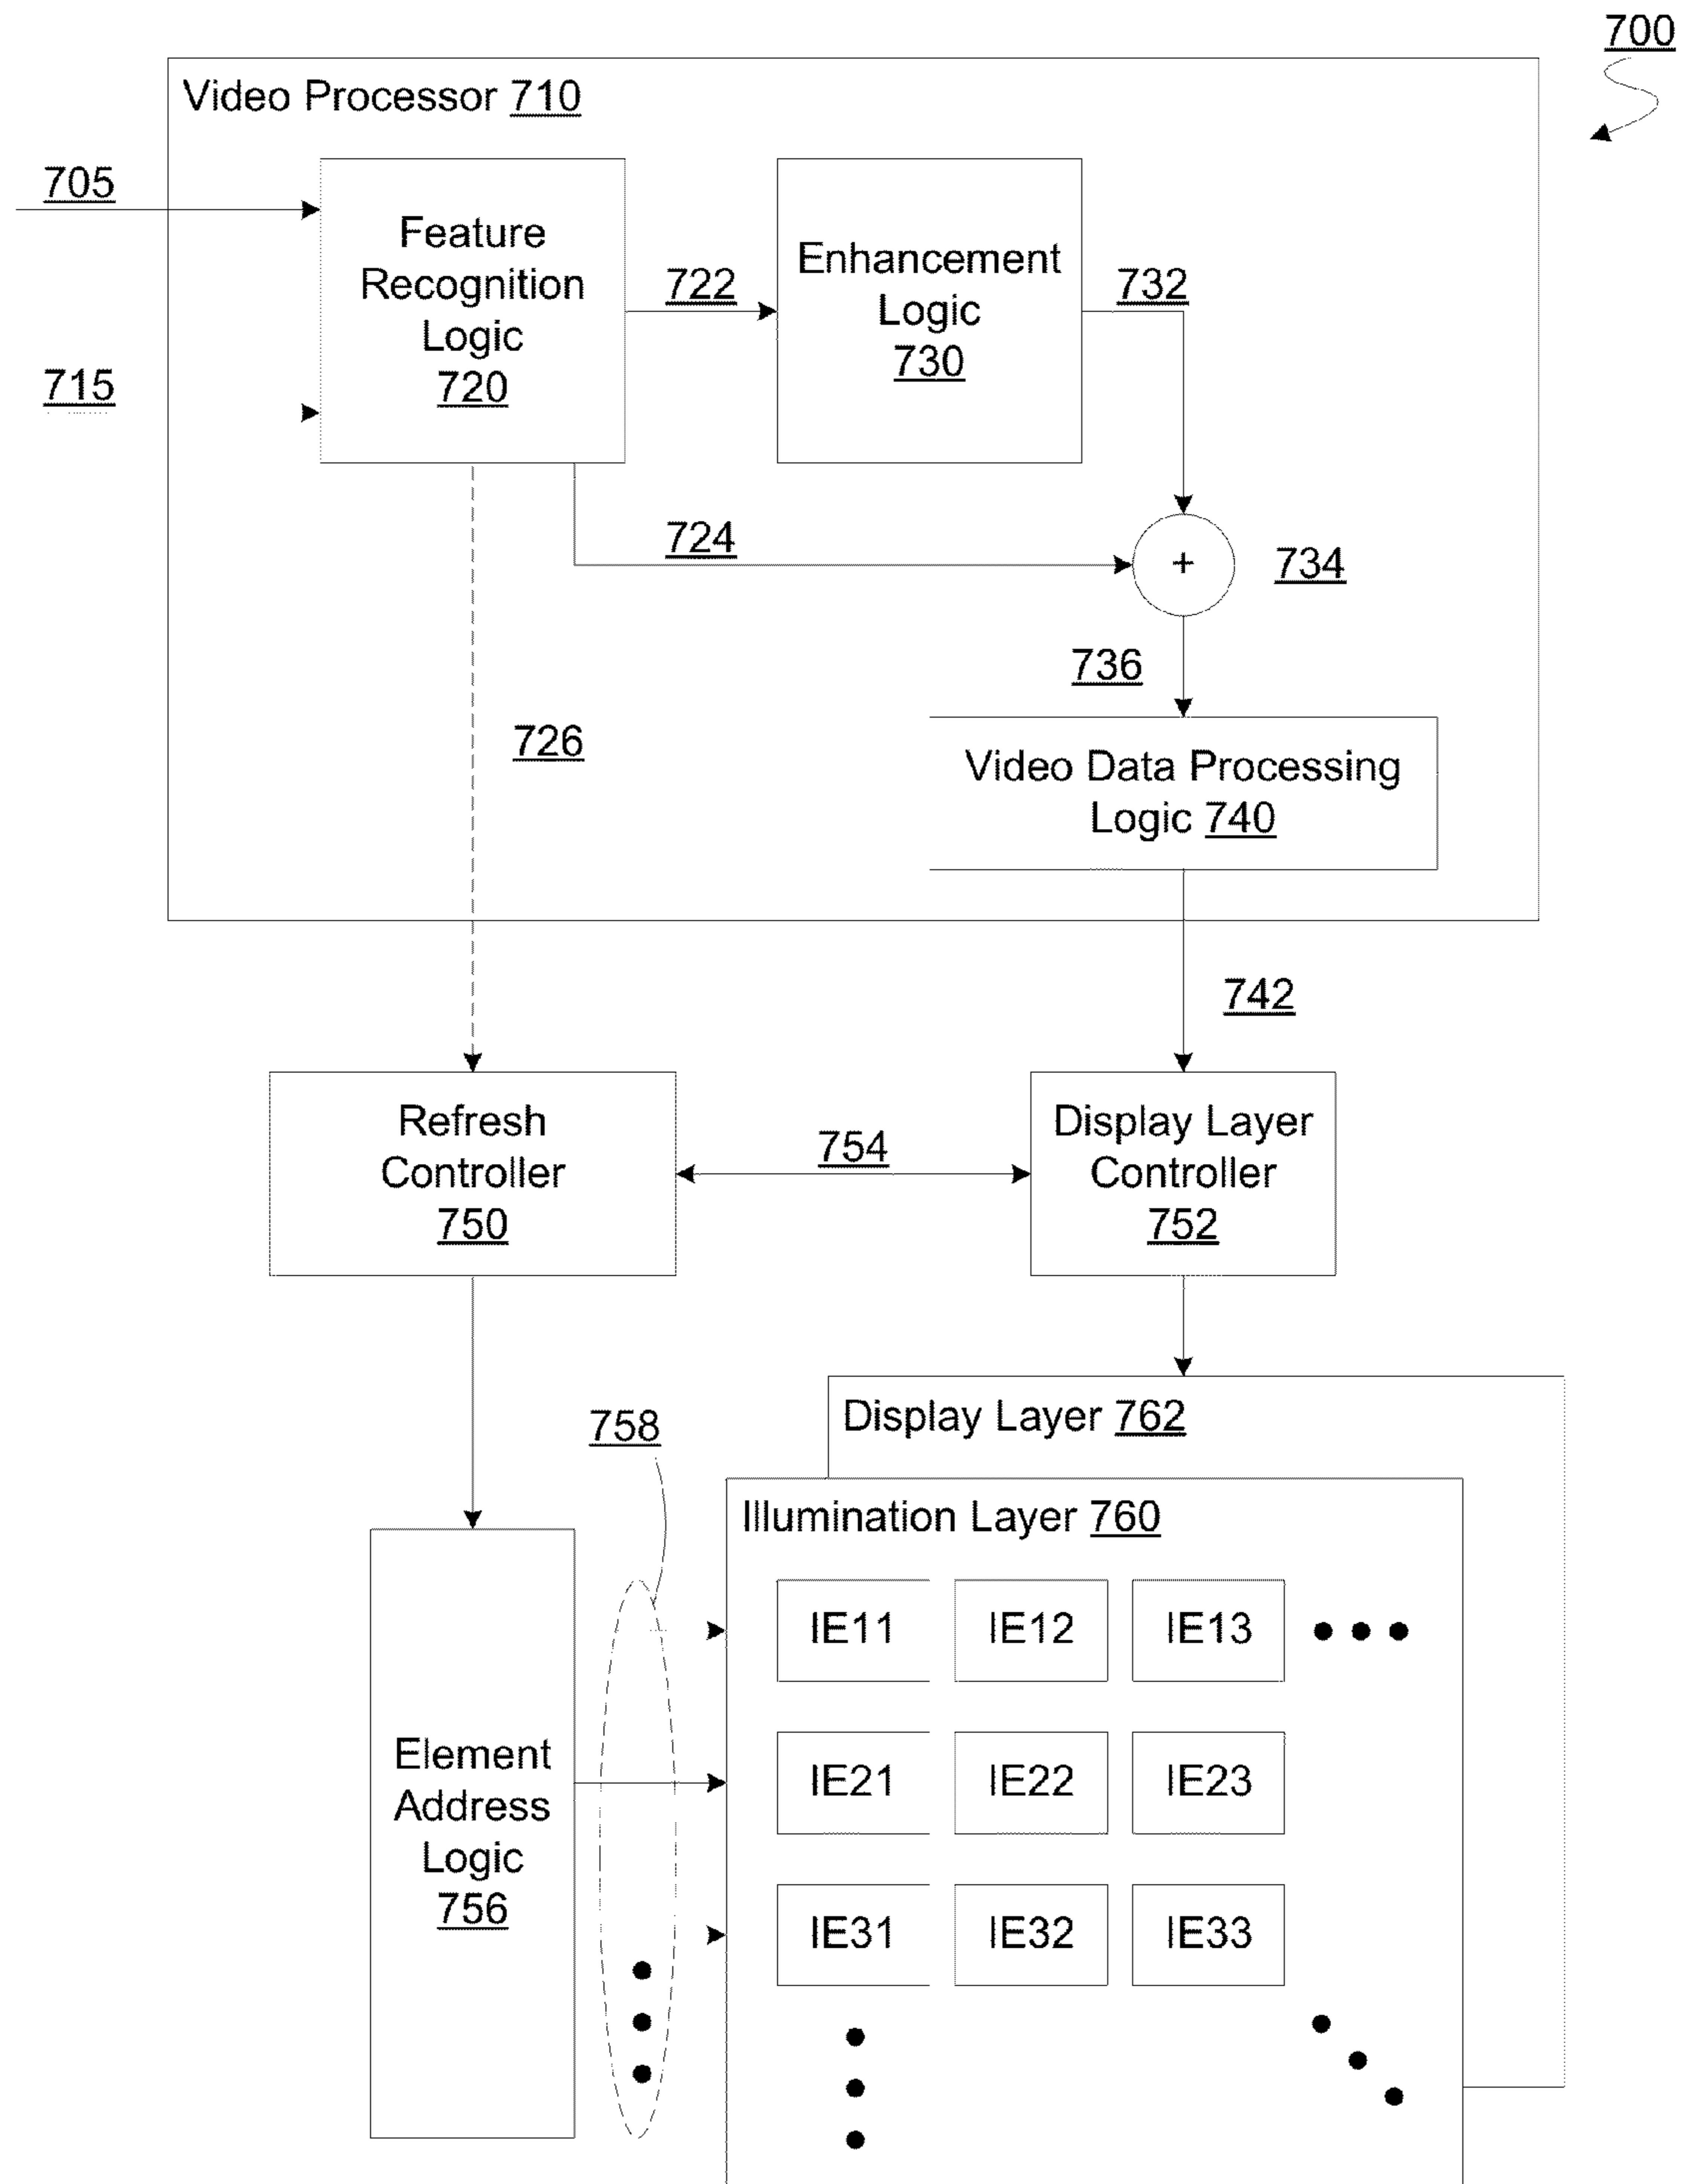 700
Video Processor 710
705
Feature
Recognition
Logic
720
722
Enhancement
Logic
730
732
715
724
+
734
736
726
Video Data Processing
Logic 740
742
Refresh
Controller
750
754
Display Layer
Controller
752
758
Display Layer 762
Illumination Layer 760
IE11 IE12 IE13
Element
Address
Logic
756
IE21 IE22 IE23
IE31 IE32 IE33